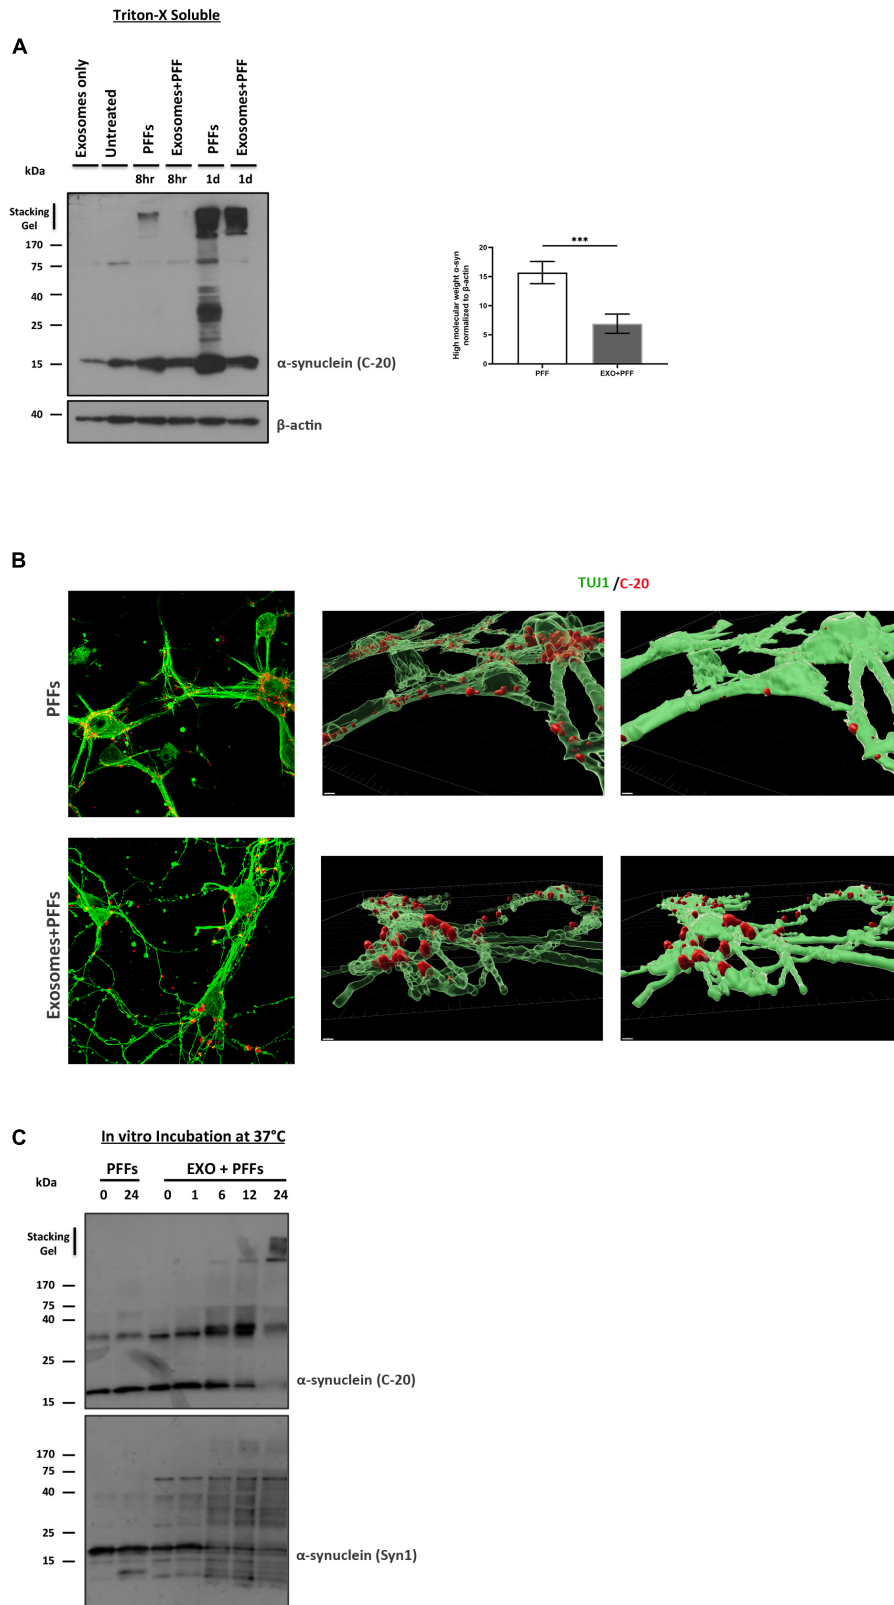 Triton-X Soluble
A
Exosomes only
Untreated
PFFs
Exosomes+PFF
PFFs
Exosomes+PFF
kDa
8hr 8hr 1d 1d
Stacking
Gel
170
75
40
25
15
α-synuclein (C-20)
40
β-actin
High molecular weight α-syn
normalized to β-actin
20
15
10
5
0
***
PFF EXO+PFF
B
TUJ1 /C-20
PFFs
Exosomes+PFFs
C
In vitro Incubation at 37°C
PFFs EXO + PFFs
kDa
0 24 0 1 6 12 24
Stacking
Gel
170
75
40
25
15
α-synuclein (C-20)
170
75
40
25
15
α-synuclein (Syn1)